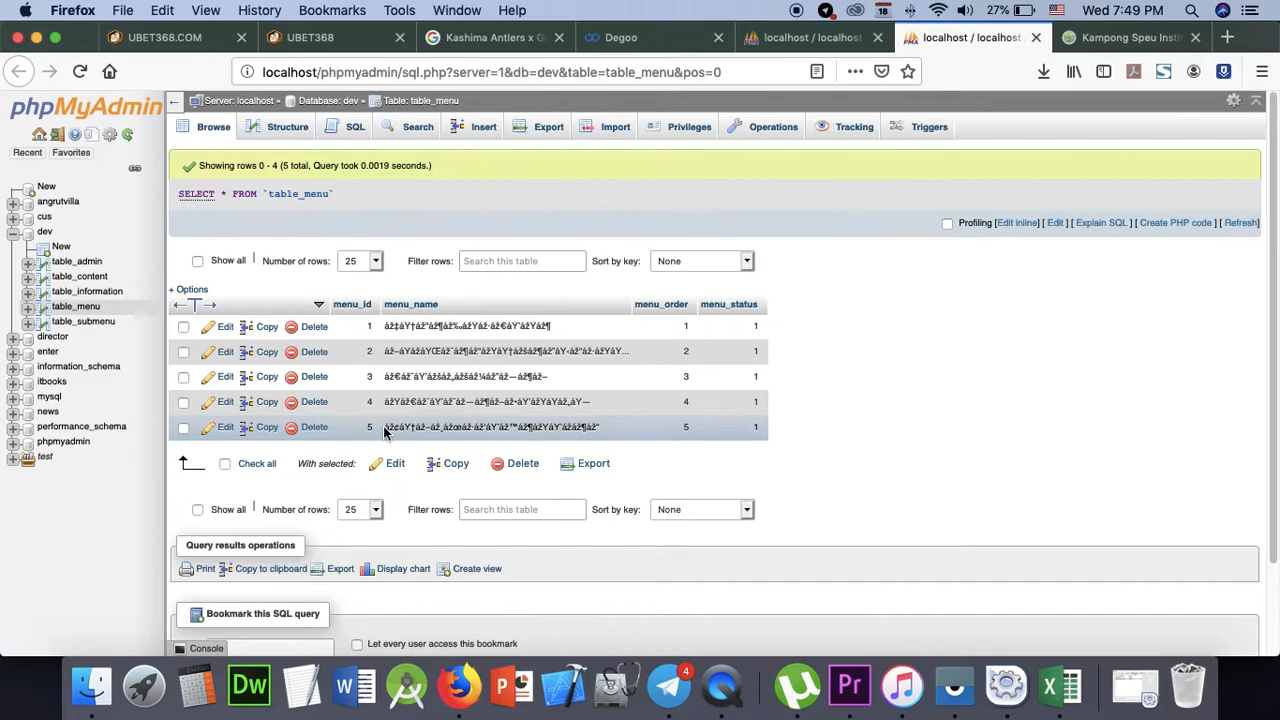 Firefox File Edit View History Bookmarks Tools Window Help 18 27% Wed 7:49 PM
UBET368.COM UBET368 Kashima Antlers x G Degoo localhost / localhost localhost / localhost Kampong Speu Insti
localhost/phpmyadmin/sql.php?server=1&db=dev&table=table_menu&pos=0
phpMyAdmin
Recent Favorites
New
angrutvilla
cus
dev
New
table_admin
table_content
table_information
table_menu
table_submenu
director
enter
information_schema
itbooks
mysql
news
performance_schema
phpmyadmin
test
Server: localhost » Database: dev » Table: table_menu
Browse Structure SQL Search Insert Export Import Privileges Operations Tracking Triggers
Showing rows 0 - 4 (5 total, Query took 0.0019 seconds.)
SELECT * FROM `table_menu`
Profiling [Edit inline] [ Edit ] [ Explain SQL ] [ Create PHP code ] [ Refresh]
Show all Number of rows: 25 Filter rows: Search this table Sort by key: None
+ Options
menu_id menu_name menu_order menu_status
Edit Copy Delete 1 1 1
Edit Copy Delete 2 2 1
Edit Copy Delete 3 3 1
Edit Copy Delete 4 4 1
Edit Copy Delete 5 5 1
Check all With selected: Edit Copy Delete Export
Show all Number of rows: 25 Filter rows: Search this table Sort by key: None
Query results operations
Print Copy to clipboard Export Display chart Create view
Bookmark this SQL query
Let every user access this bookmark
Console
Dw W P 4 Pr X